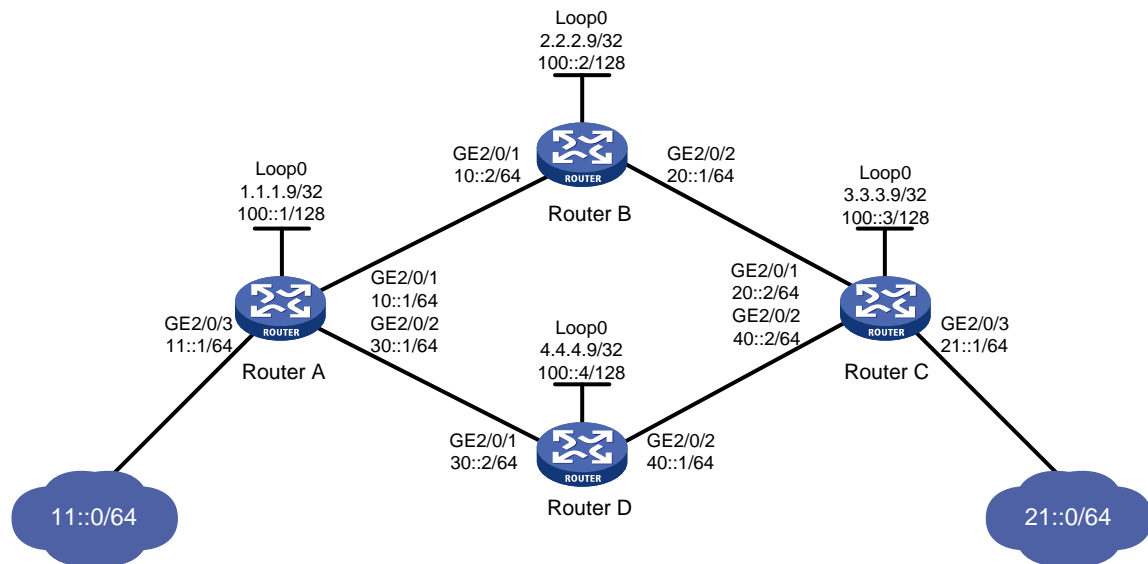 Loop0
2.2.2.9/32
100::2/128
GE2/0/1
10::2/64
ROUTER
GE2/0/2
20::1/64
Router B
Loop0
1.1.1.9/32
100::1/128
Loop0
3.3.3.9/32
100::3/128
GE2/0/3
11::1/64
ROUTER
Router A
GE2/0/1
10::1/64
GE2/0/2
30::1/64
Loop0
4.4.4.9/32
100::4/128
GE2/0/1
20::2/64
GE2/0/2
40::2/64
ROUTER
Router C
GE2/0/3
21::1/64
GE2/0/1
30::2/64
ROUTER
Router D
GE2/0/2
40::1/64
11::0/64
21::0/64